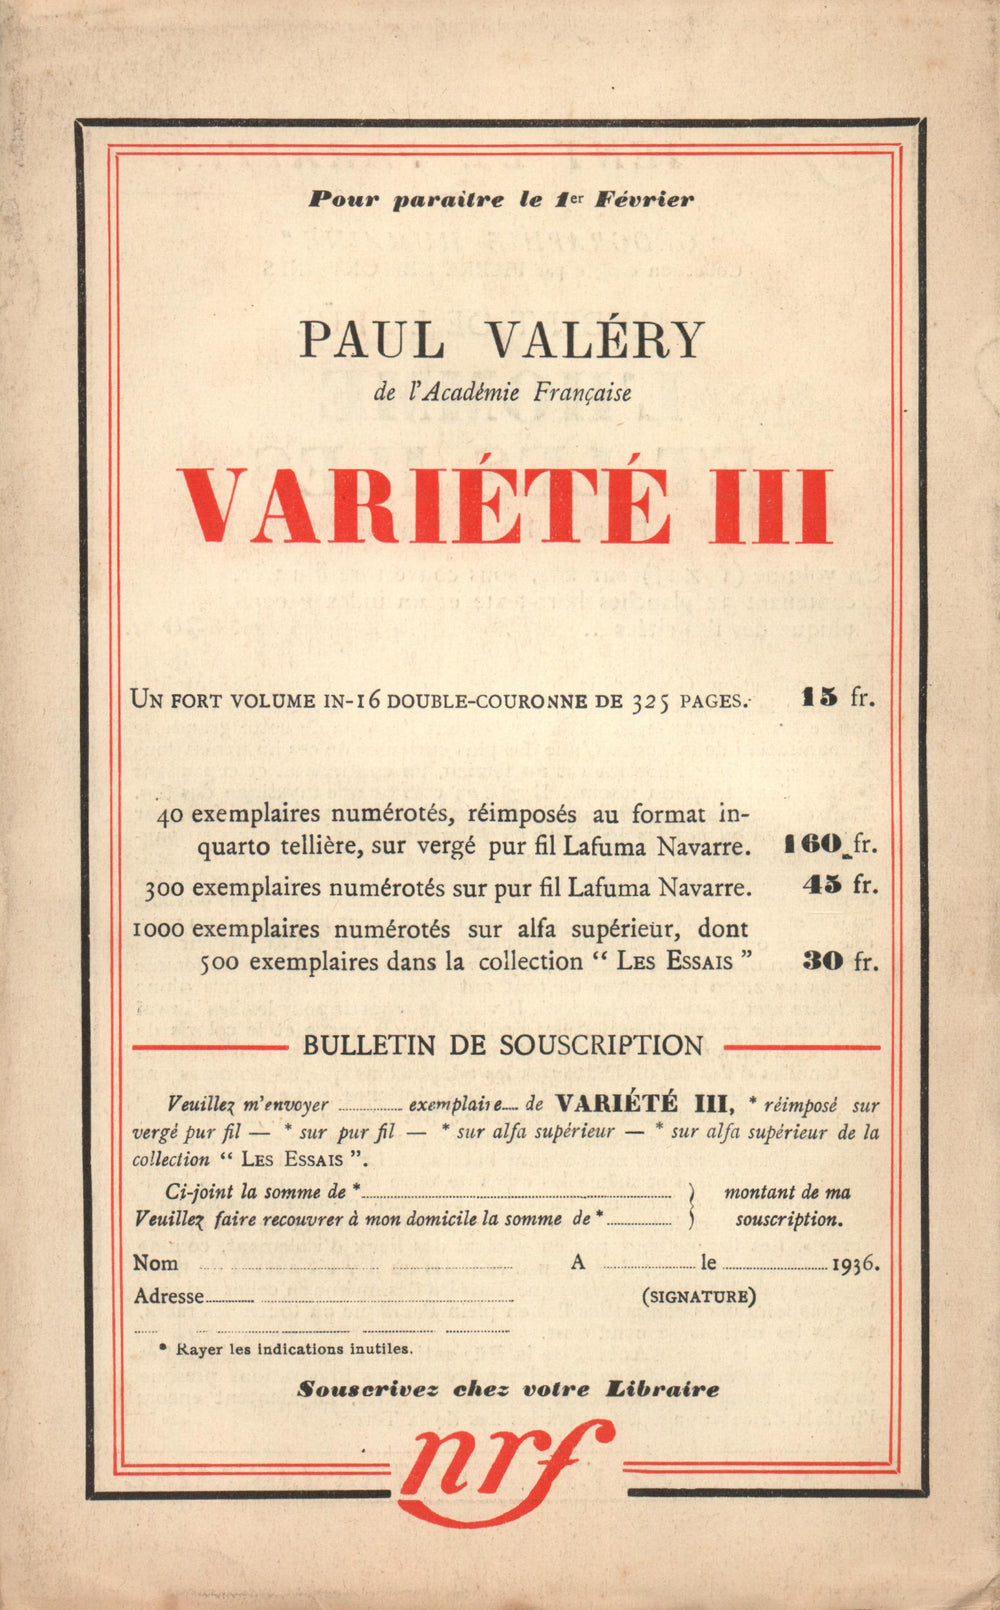 Pour paraître le 1er Février
PAUL VALÉRY
de l'Académie Française
VARIÉTÉ III
UN FORT VOLUME IN-16 DOUBLE-COURONNE DE 325 PAGES. 15 fr.
40 exemplaires numérotés, réimposés au format in-
quarto tellière, sur vergé pur fil Lafuma Navarre. 160 fr.
300 exemplaires numérotés sur pur fil Lafuma Navarre. 45 fr.
1000 exemplaires numérotés sur alfa supérieur, dont
500 exemplaires dans la collection “ LES ESSAIS ” 30 fr.
BULLETIN DE SOUSCRIPTION
Veuillez m'envoyer ........ exemplaire.... de VARIÉTÉ III, * réimposé sur
vergé pur fil — * sur pur fil — * sur alfa supérieur — * sur alfa supérieur de la
collection “ LES ESSAIS ”.
Ci-joint la somme de *........ } montant de ma
Veuillez faire recouvrer à mon domicile la somme de *........ } souscription.
Nom ........ A ........ le ........ 1936.
Adresse........ (SIGNATURE)
* Rayer les indications inutiles.
Souscrivez chez votre Libraire
nrf